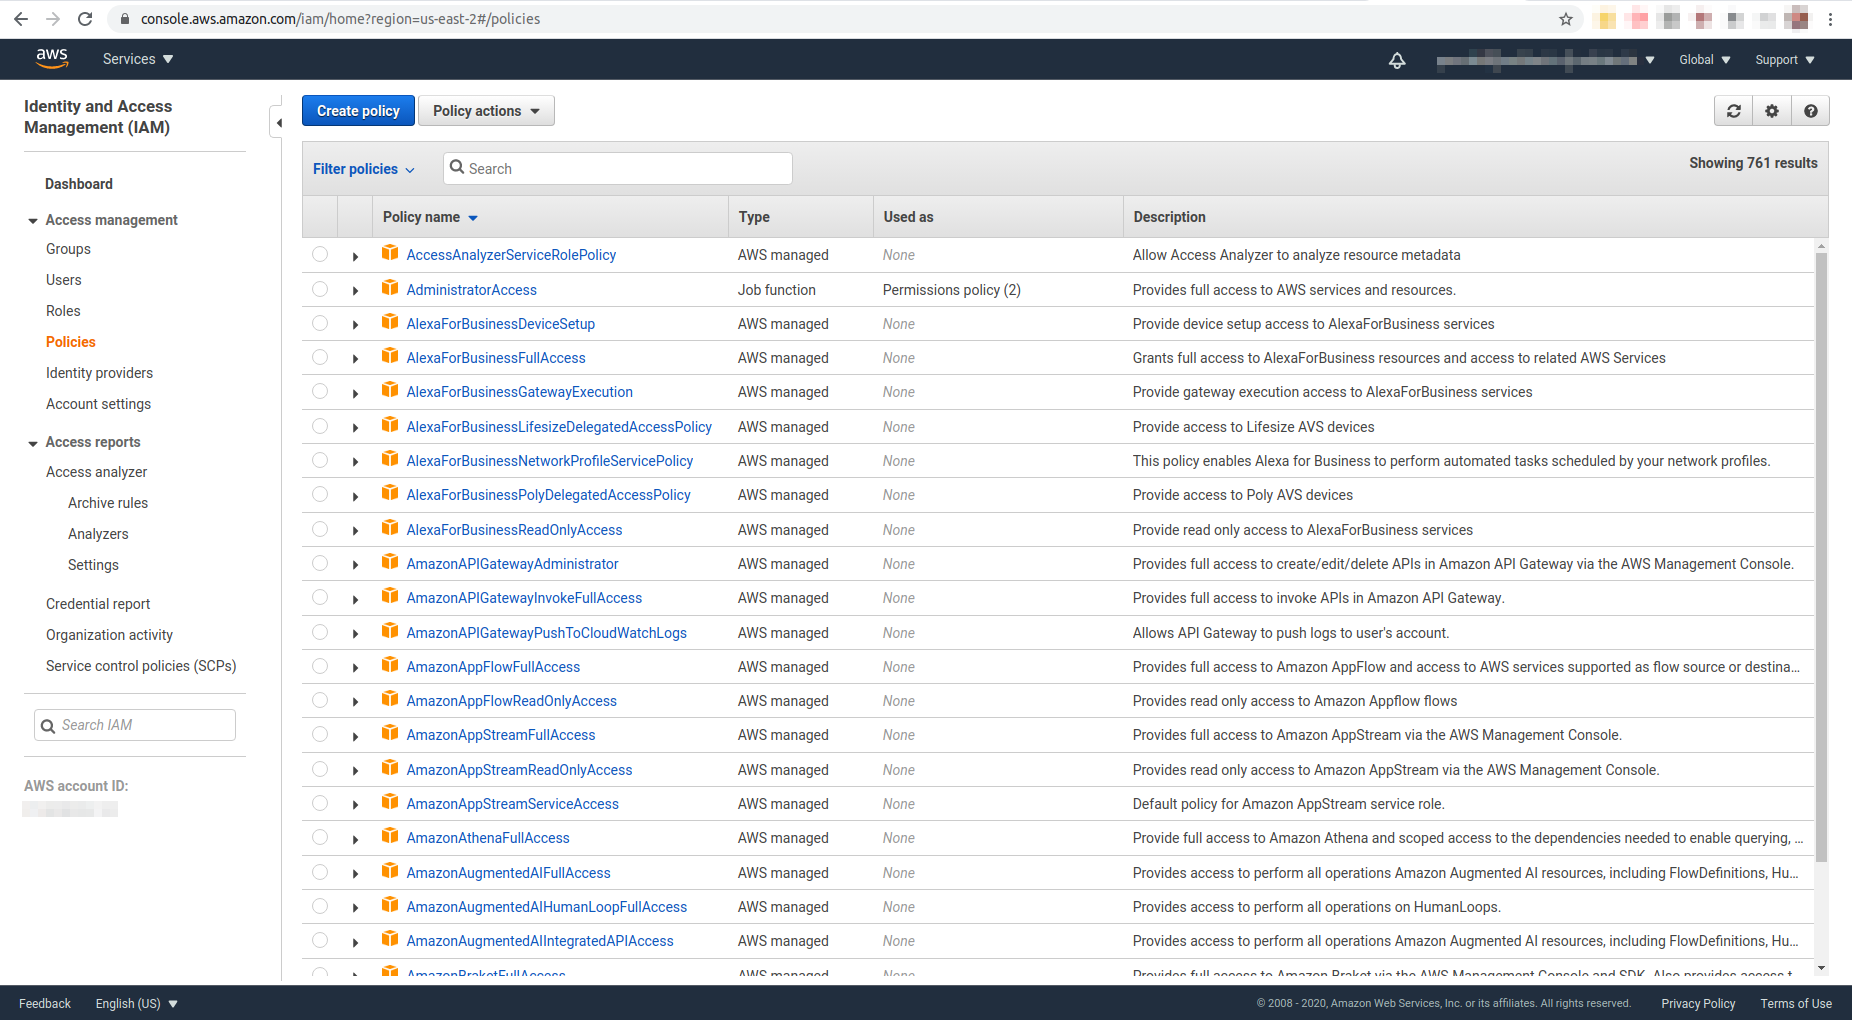 console.aws.amazon.com/iam/home?region=us-east-2#/policies
aws
Services
Global
Support
Identity and Access
Management (IAM)
Dashboard
Access management
Groups
Users
Roles
Policies
Identity providers
Account settings
Access reports
Access analyzer
Archive rules
Analyzers
Settings
Credential report
Organization activity
Service control policies (SCPs)
Search IAM
AWS account ID:
Create policy
Policy actions
Filter policies
Search
Showing 761 results
Policy name Type Used as Description
AccessAnalyzerServiceRolePolicy AWS managed None Allow Access Analyzer to analyze resource metadata
AdministratorAccess Job function Permissions policy (2) Provides full access to AWS services and resources.
AlexaForBusinessDeviceSetup AWS managed None Provide device setup access to AlexaForBusiness services
AlexaForBusinessFullAccess AWS managed None Grants full access to AlexaForBusiness resources and access to related AWS Services
AlexaForBusinessGatewayExecution AWS managed None Provide gateway execution access to AlexaForBusiness services
AlexaForBusinessLifesizeDelegatedAccessPolicy AWS managed None Provide access to Lifesize AVS devices
AlexaForBusinessNetworkProfileServicePolicy AWS managed None This policy enables Alexa for Business to perform automated tasks scheduled by your network profiles.
AlexaForBusinessPolyDelegatedAccessPolicy AWS managed None Provide access to Poly AVS devices
AlexaForBusinessReadOnlyAccess AWS managed None Provide read only access to AlexaForBusiness services
AmazonAPIGatewayAdministrator AWS managed None Provides full access to create/edit/delete APIs in Amazon API Gateway via the AWS Management Console.
AmazonAPIGatewayInvokeFullAccess AWS managed None Provides full access to invoke APIs in Amazon API Gateway.
AmazonAPIGatewayPushToCloudWatchLogs AWS managed None Allows API Gateway to push logs to user's account.
AmazonAppFlowFullAccess AWS managed None Provides full access to Amazon AppFlow and access to AWS services supported as flow source or destina...
AmazonAppFlowReadOnlyAccess AWS managed None Provides read only access to Amazon Appflow flows
AmazonAppStreamFullAccess AWS managed None Provides full access to Amazon AppStream via the AWS Management Console.
AmazonAppStreamReadOnlyAccess AWS managed None Provides read only access to Amazon AppStream via the AWS Management Console.
AmazonAppStreamServiceAccess AWS managed None Default policy for Amazon AppStream service role.
AmazonAthenaFullAccess AWS managed None Provide full access to Amazon Athena and scoped access to the dependencies needed to enable querying, ...
AmazonAugmentedAIFullAccess AWS managed None Provides access to perform all operations Amazon Augmented AI resources, including FlowDefinitions, Hu...
AmazonAugmentedAIHumanLoopFullAccess AWS managed None Provides access to perform all operations on HumanLoops.
AmazonAugmentedAIIntegratedAPIAccess AWS managed None Provides access to perform all operations Amazon Augmented AI resources, including FlowDefinitions, Hu...
AmazonBraketFullAccess AWS managed None Provides full access to Amazon Braket via the AWS Management Console and SDK. Also provides access t...
Feedback
English (US)
© 2008 - 2020, Amazon Web Services, Inc. or its affiliates. All rights reserved.
Privacy Policy
Terms of Use